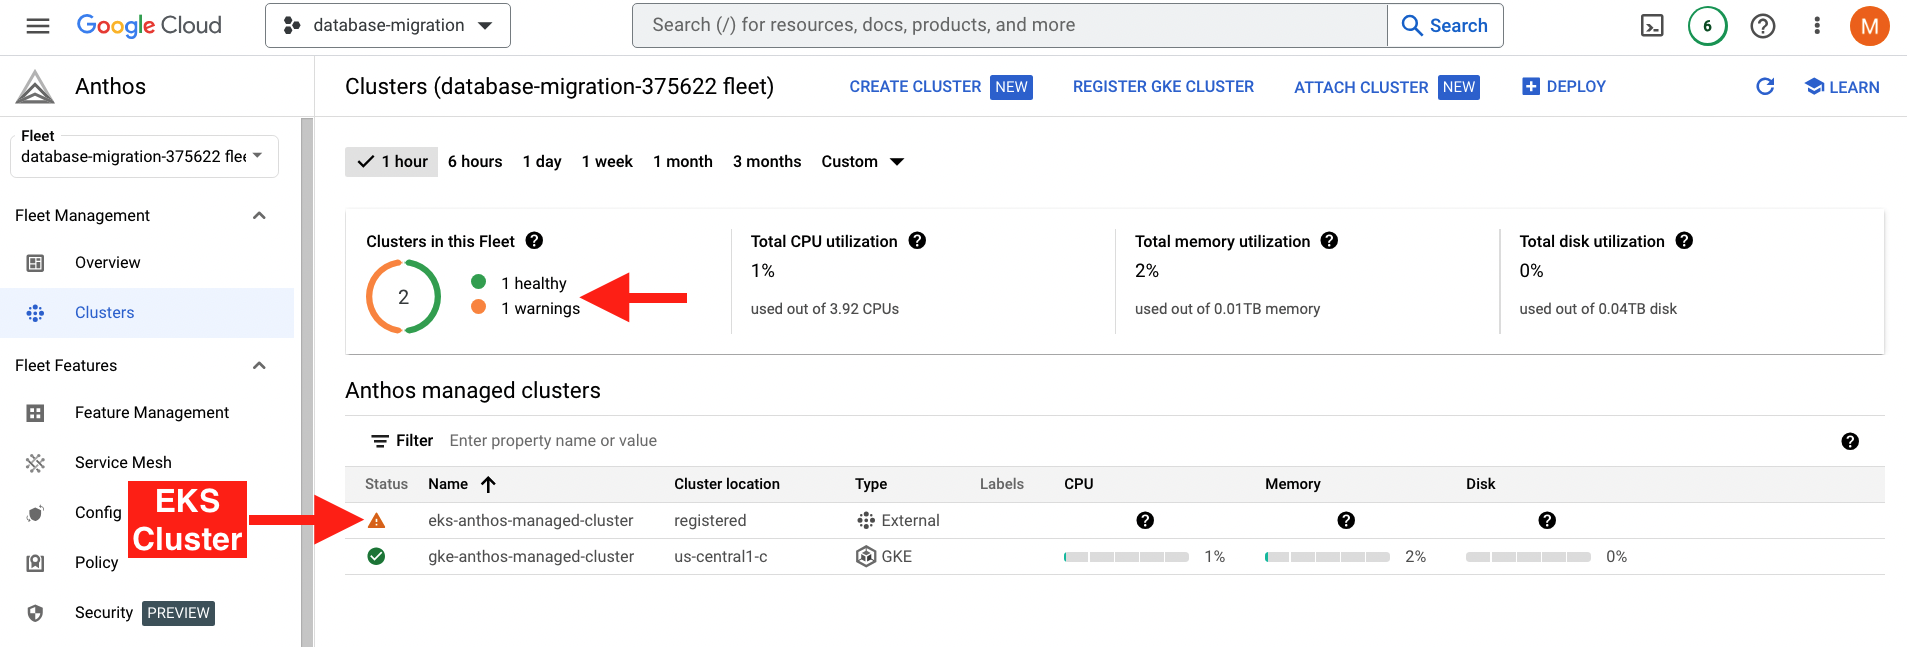 Google Cloud
database-migration
Search (/) for resources, docs, products, and more
Search
6
M
Anthos
Clusters (database-migration-375622 fleet)
CREATE CLUSTER NEW
REGISTER GKE CLUSTER
ATTACH CLUSTER NEW
DEPLOY
LEARN
Fleet
database-migration-375622 flee
Fleet Management
Overview
Clusters
Fleet Features
Feature Management
Service Mesh
Config
Policy
Security PREVIEW
EKS
Cluster
1 hour 6 hours 1 day 1 week 1 month 3 months Custom
Clusters in this Fleet
2
1 healthy
1 warnings
Total CPU utilization
1%
used out of 3.92 CPUs
Total memory utilization
2%
used out of 0.01TB memory
Total disk utilization
0%
used out of 0.04TB disk
Anthos managed clusters
Filter Enter property name or value
Status Name Cluster location Type Labels CPU Memory Disk
eks-anthos-managed-cluster registered External
gke-anthos-managed-cluster us-central1-c GKE 1% 2% 0%